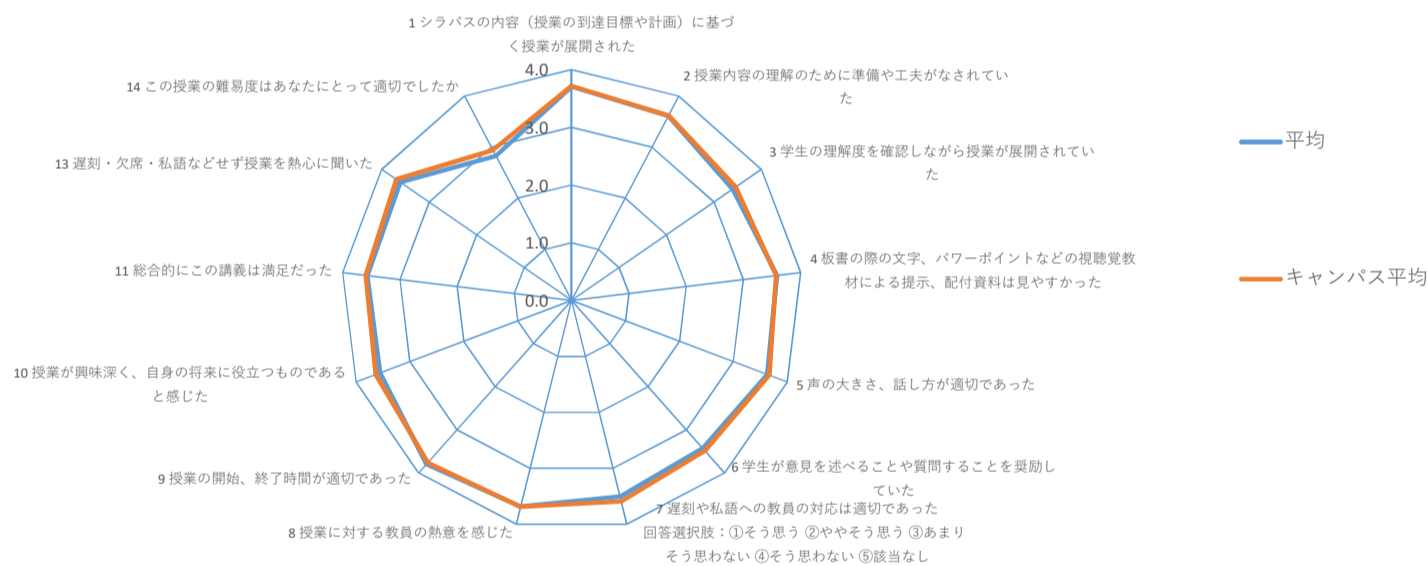 1 シラバスの内容（授業の到達目標や計画）に基づ
く授業が展開された
2 授業内容の理解のために準備や工夫がなされてい
た
3 学生の理解度を確認しながら授業が展開されてい
た
4 板書の際の文字、パワーポイントなどの視聴覚教
材による提示、配付資料は見やすかった
5 声の大きさ、話し方が適切であった
6 学生が意見を述べることや質問することを奨励し
ていた
7 遅刻や私語への教員の対応は適切であった
回答選択肢：①そう思う ②ややそう思う ③あまり
そう思わない ④そう思わない ⑤該当なし
8 授業に対する教員の熱意を感じた
9 授業の開始、終了時間が適切であった
10 授業が興味深く、自身の将来に役立つものである
と感じた
11 総合的にこの講義は満足だった
13 遅刻・欠席・私語などせず授業を熱心に聞いた
14 この授業の難易度はあなたにとって適切でしたか
4.0
3.0
2.0
1.0
0.0
平均
キャンパス平均